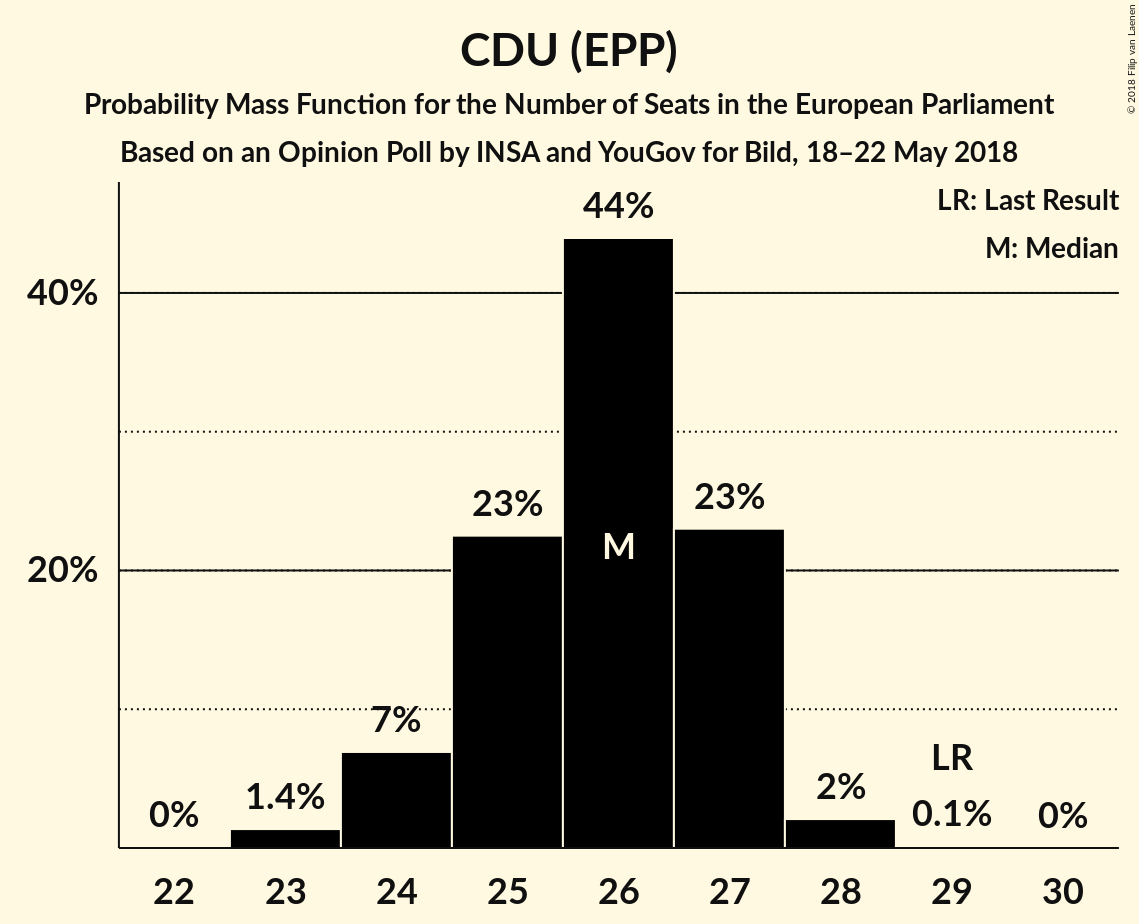 CDU (EPP)
Probability Mass Function for the Number of Seats in the European Parliament
Based on an Opinion Poll by INSA and YouGov for Bild, 18–22 May 2018
© 2018 Filip van Laenen
LR: Last Result
M: Median
44%
40%
23%
23%
M
20%
7%
LR
1.4%
2%
0%
0.1%
0%
22 23 24 25 26 27 28 29 30